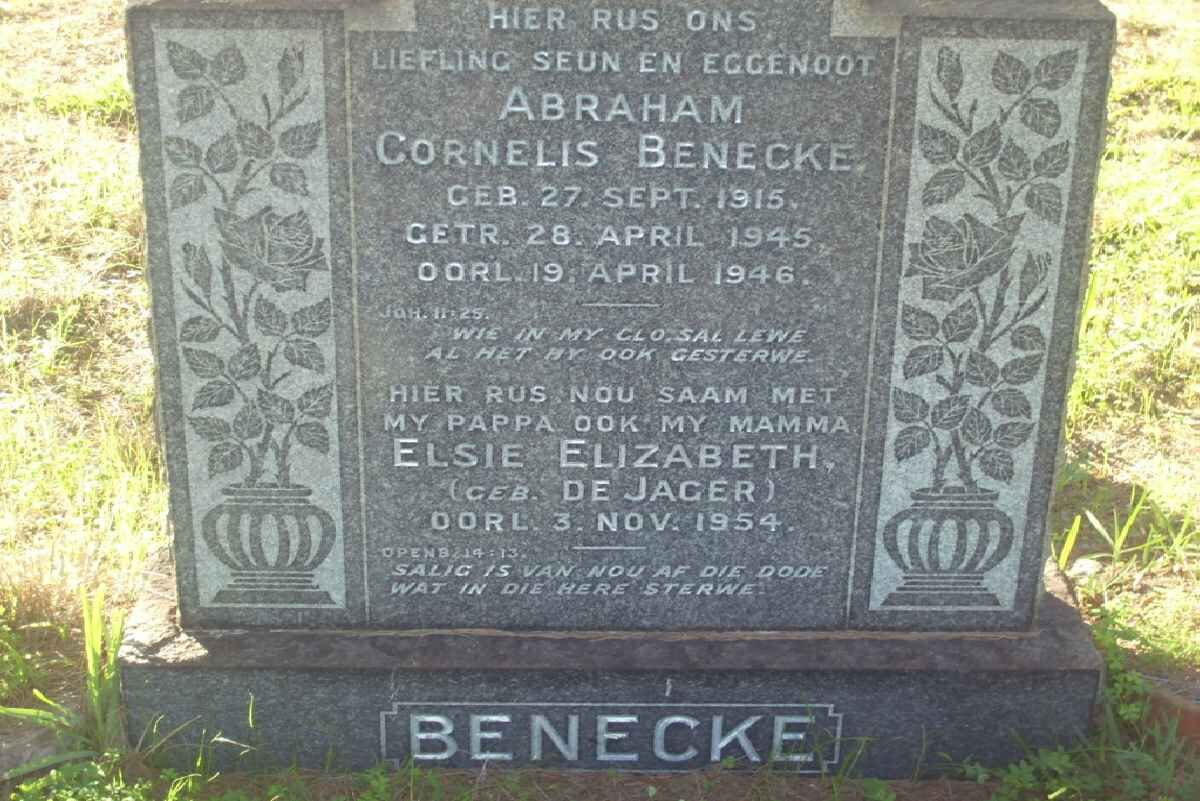 HIER RUS ONS
LIEFLING SEUN EN EGGENOOT
ABRAHAM
CORNELIS BENECKE.
GEB. 27. SEPT. 1915.
GETR. 28. APRIL 1945.
OORL. 19. APRIL 1946.
JOH. 11:25.
WIE IN MY GLO, SAL LEWE
AL HET HY OOK GESTERWE.
HIER RUS NOU SAAM MET
MY PAPPA OOK MY MAMMA
ELSIE ELIZABETH,
(GEB. DE JAGER)
OORL. 3. NOV. 1954.
OPENB. 14:13.
SALIG IS VAN NOU AF DIE DODE
WAT IN DIE HERE STERWE.
BENECKE